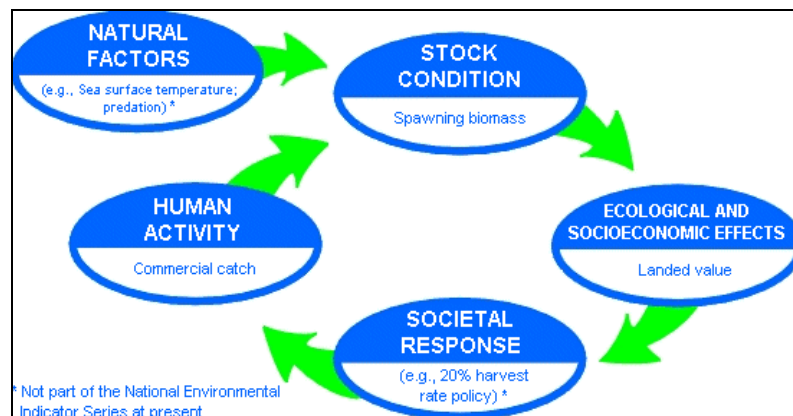 NATURAL
FACTORS
(e.g., Sea surface temperature;
predation) *
STOCK
CONDITION
Spawning biomass
HUMAN
ACTIVITY
Commercial catch
ECOLOGICAL AND
SOCIOECONOMIC EFFECTS
Landed value
SOCIETAL
RESPONSE
(e.g., 20% harvest
rate policy) *
* Not part of the National Environmental
Indicator Series at present